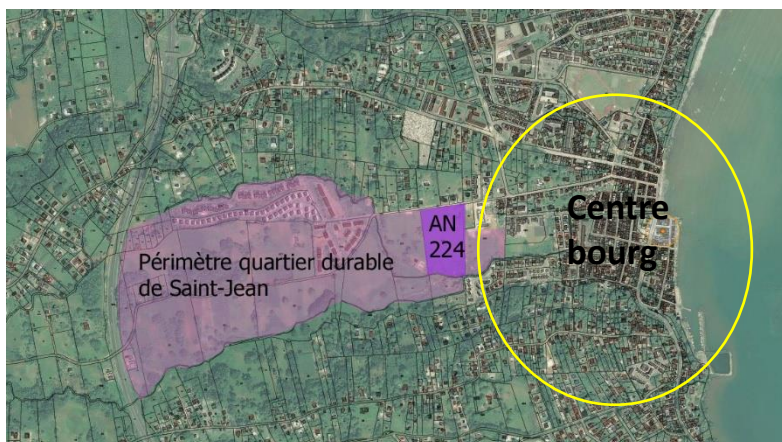 AN
224
Centre
bourg
Périmètre quartier durable
de Saint-Jean